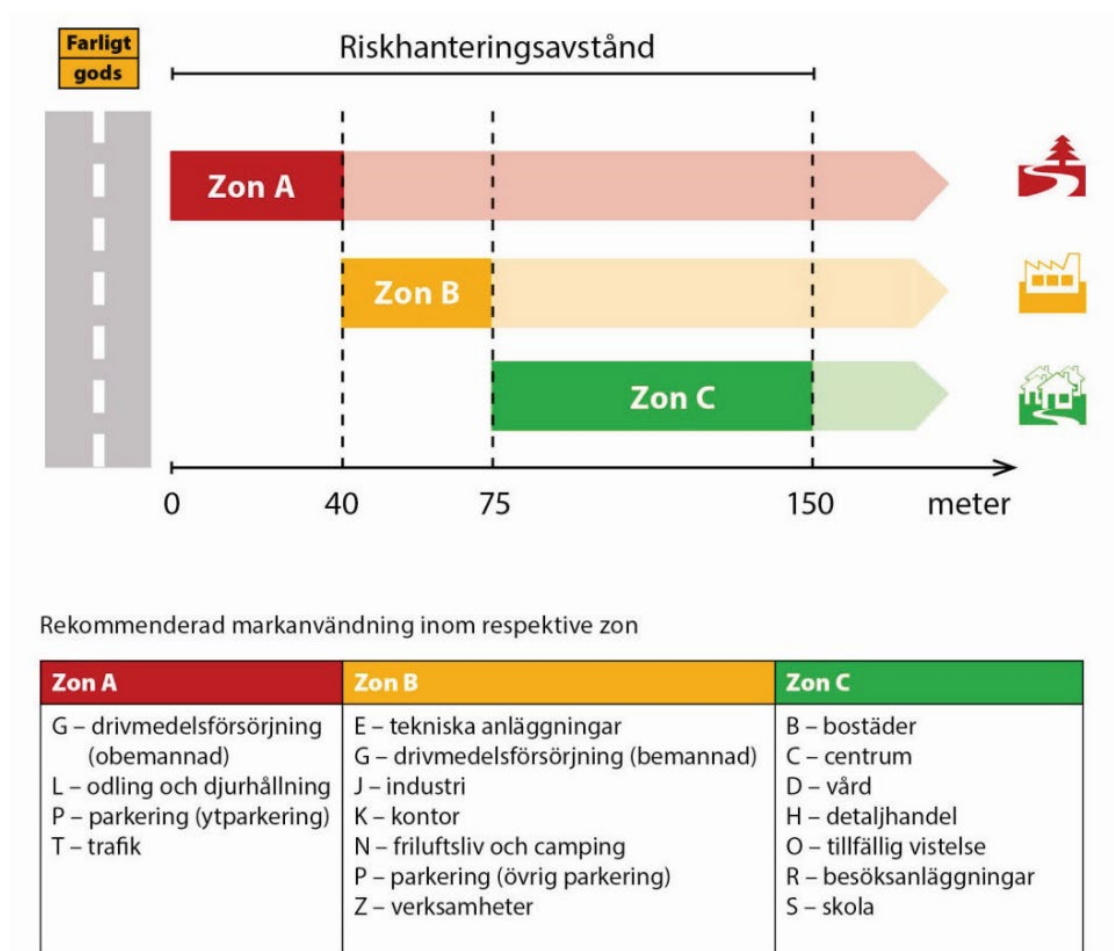 Farligt
gods
Riskhanteringsavstånd
Zon A
Zon B
Zon C
0 40 75 150 meter
Rekommenderad markanvändning inom respektive zon
Zon A
G – drivmedelsförsörjning
(obemannad)
L – odling och djurhållning
P – parkering (ytparkering)
T – trafik
Zon B
E – tekniska anläggningar
G – drivmedelsförsörjning (bemannad)
J – industri
K – kontor
N – friluftsliv och camping
P – parkering (övrig parkering)
Z – verksamheter
Zon C
B – bostäder
C – centrum
D – vård
H – detaljhandel
O – tillfällig vistelse
R – besöksanläggningar
S – skola